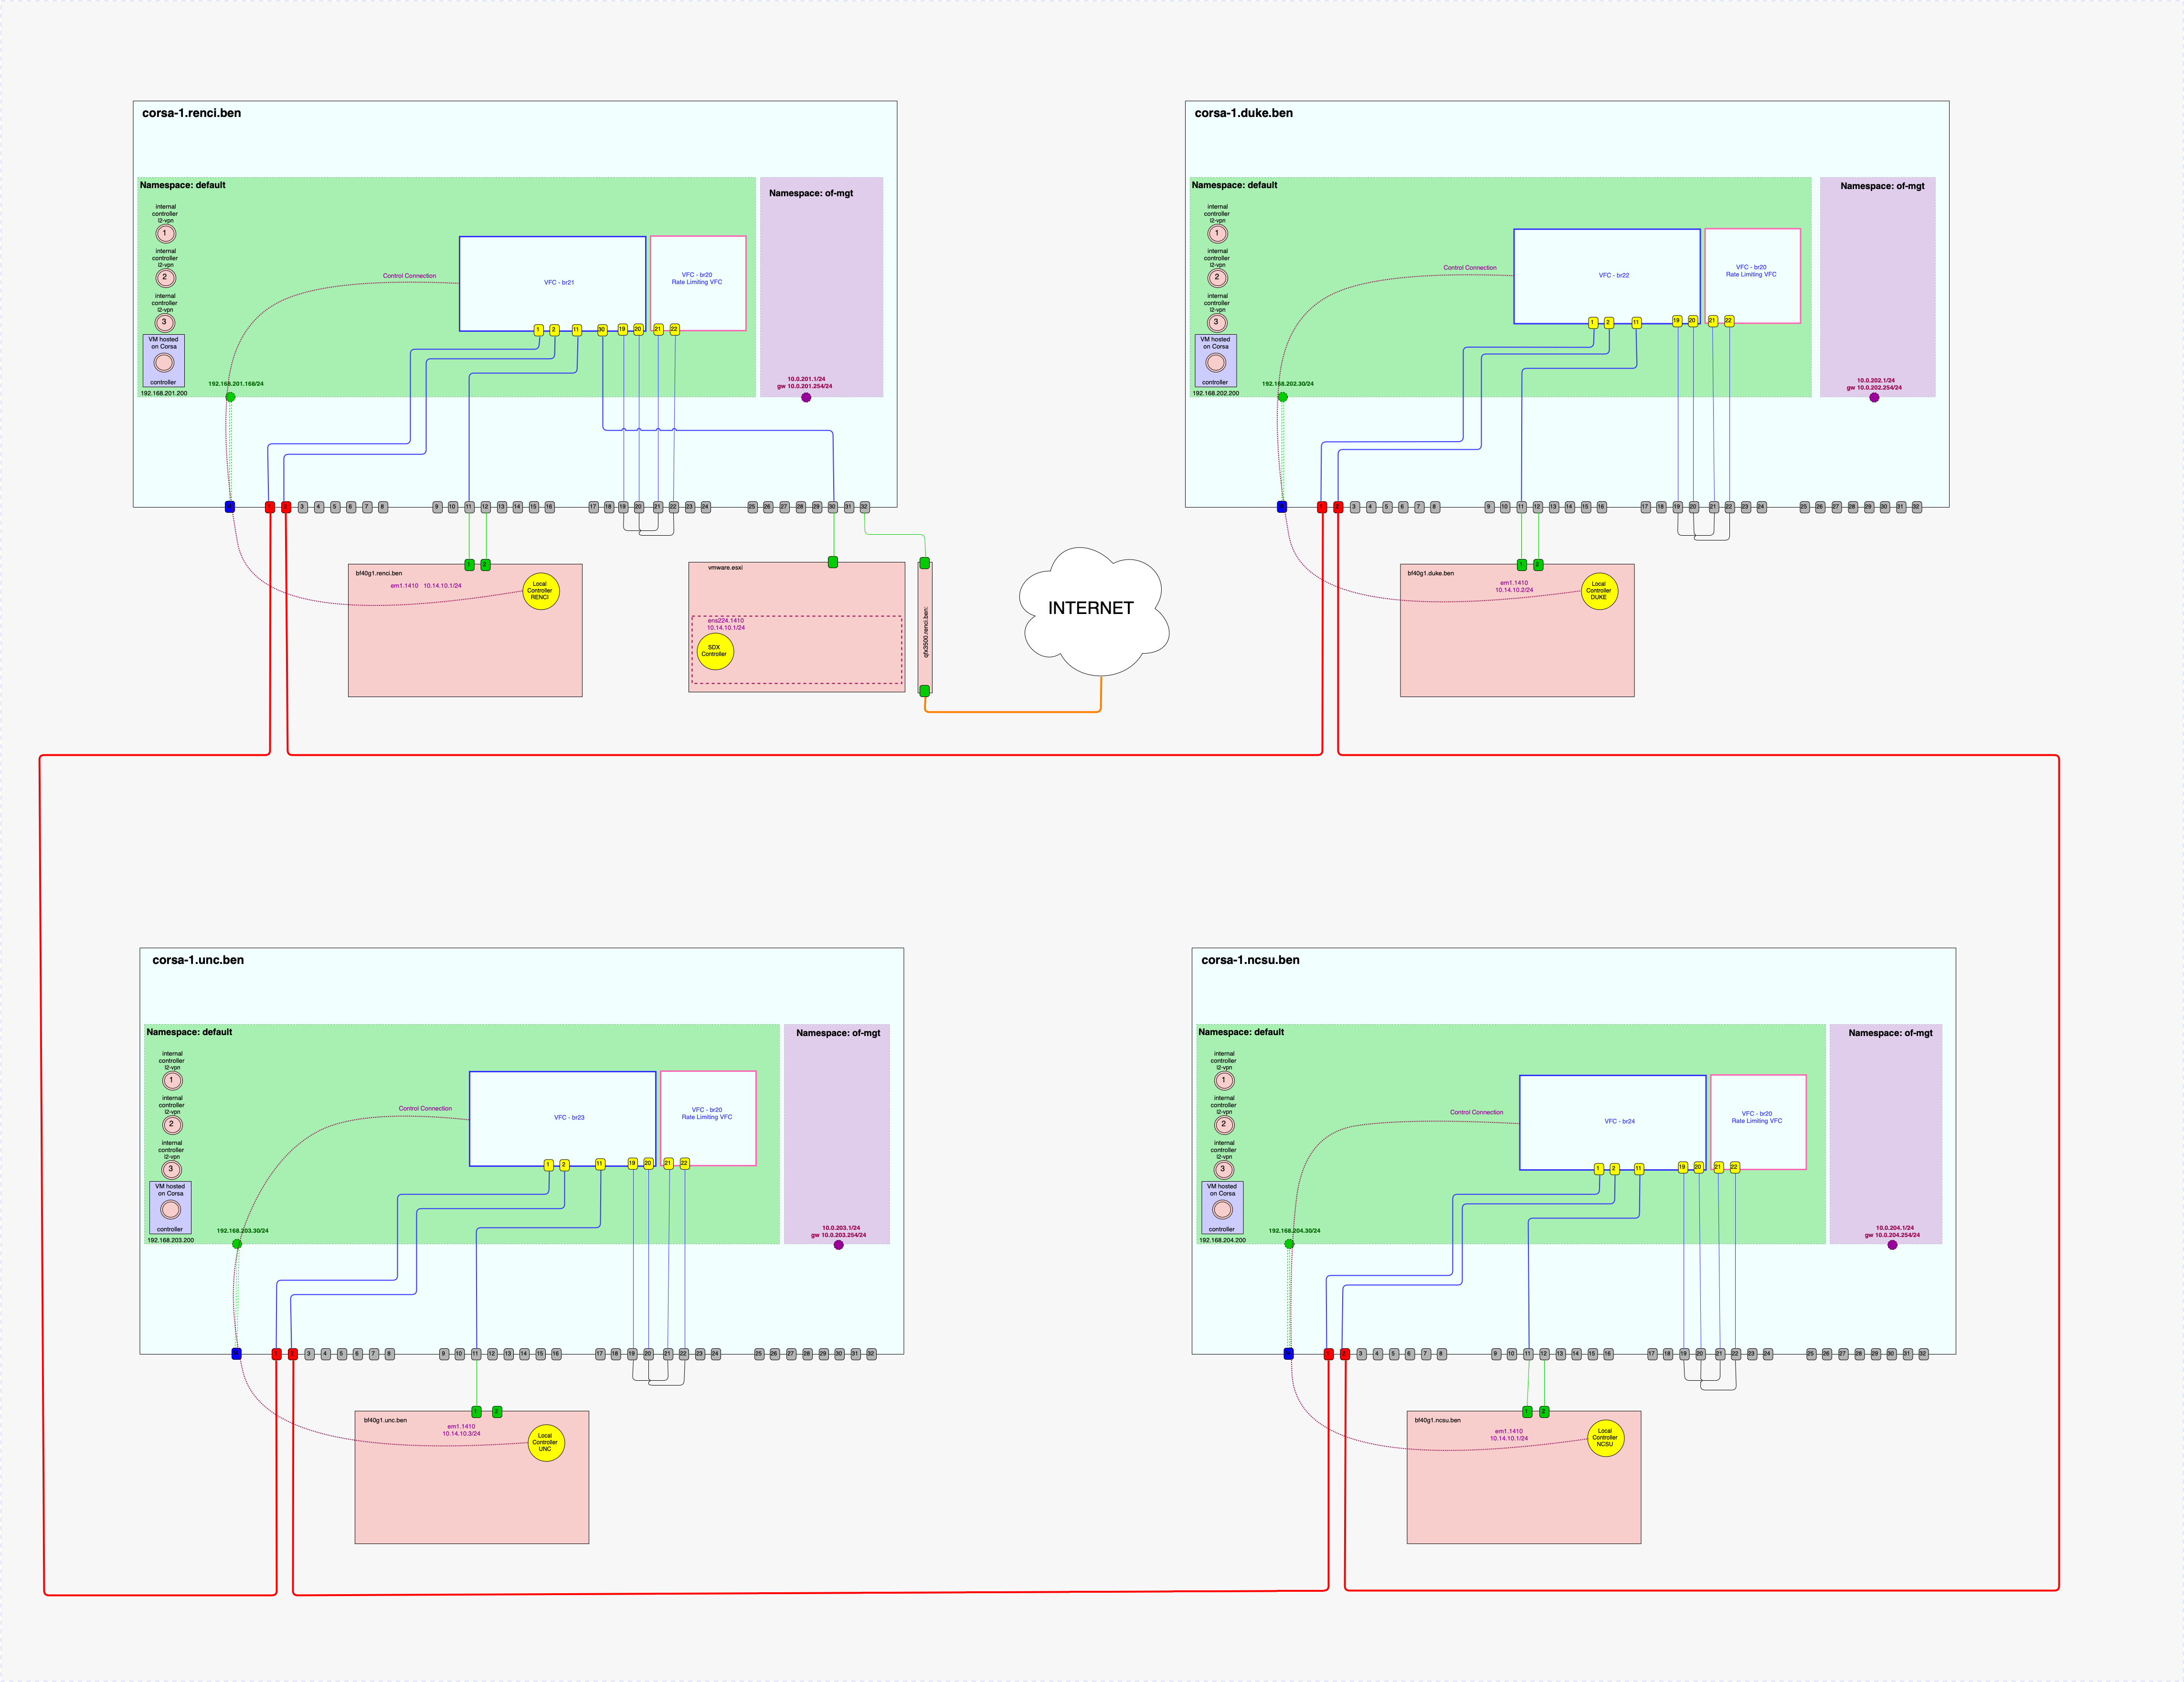 corsa-1.renci.ben
Namespace: default
Namespace: of-mgt
internal
controller
l2-vpn
1
internal
controller
l2-vpn
2
internal
controller
l2-vpn
3
VM hosted
on Corsa
controller
192.168.201.200
192.168.201.168/24
Control Connection
VFC - br21
VFC - br20
Rate Limiting VFC
1 2 11 30 19 20 21 22
10.0.201.1/24
gw 10.0.201.254/24
1 2 3 4 5 6 7 8 9 10 11 12 13 14 15 16 17 18 19 20 21 22 23 24 25 26 27 28 29 30 31 32
bf40g1.renci.ben
1 2
em1.1410 10.14.10.1/24
Local
Controller
RENCI
vmware.esxi
ens224.1410
10.14.10.1/24
SDX
Controller
qfx3500.renci.ben:
INTERNET
corsa-1.duke.ben
Namespace: default
Namespace: of-mgt
internal
controller
l2-vpn
1
internal
controller
l2-vpn
2
internal
controller
l2-vpn
3
VM hosted
on Corsa
controller
192.168.202.200
192.168.202.30/24
Control Connection
VFC - br22
VFC - br20
Rate Limiting VFC
1 2 11 19 20 21 22
10.0.202.1/24
gw 10.0.202.254/24
1 2 3 4 5 6 7 8 9 10 11 12 13 14 15 16 17 18 19 20 21 22 23 24 25 26 27 28 29 30 31 32
bf40g1.duke.ben
1 2
em1.1410
10.14.10.2/24
Local
Controller
DUKE
corsa-1.unc.ben
Namespace: default
Namespace: of-mgt
internal
controller
l2-vpn
1
internal
controller
l2-vpn
2
internal
controller
l2-vpn
3
VM hosted
on Corsa
controller
192.168.203.200
192.168.203.30/24
Control Connection
VFC - br23
VFC - br20
Rate Limiting VFC
1 2 11 19 20 21 22
10.0.203.1/24
gw 10.0.203.254/24
1 2 3 4 5 6 7 8 9 10 11 12 13 14 15 16 17 18 19 20 21 22 23 24 25 26 27 28 29 30 31 32
bf40g1.unc.ben
1 2
em1.1410
10.14.10.3/24
Local
Controller
UNC
corsa-1.ncsu.ben
Namespace: default
Namespace: of-mgt
internal
controller
l2-vpn
1
internal
controller
l2-vpn
2
internal
controller
l2-vpn
3
VM hosted
on Corsa
controller
192.168.204.200
192.168.204.30/24
Control Connection
VFC - br24
VFC - br20
Rate Limiting VFC
1 2 11 19 20 21 22
10.0.204.1/24
gw 10.0.204.254/24
1 2 3 4 5 6 7 8 9 10 11 12 13 14 15 16 17 18 19 20 21 22 23 24 25 26 27 28 29 30 31 32
bf40g1.ncsu.ben
1 2
em1.1410
10.14.10.1/24
Local
Controller
NCSU